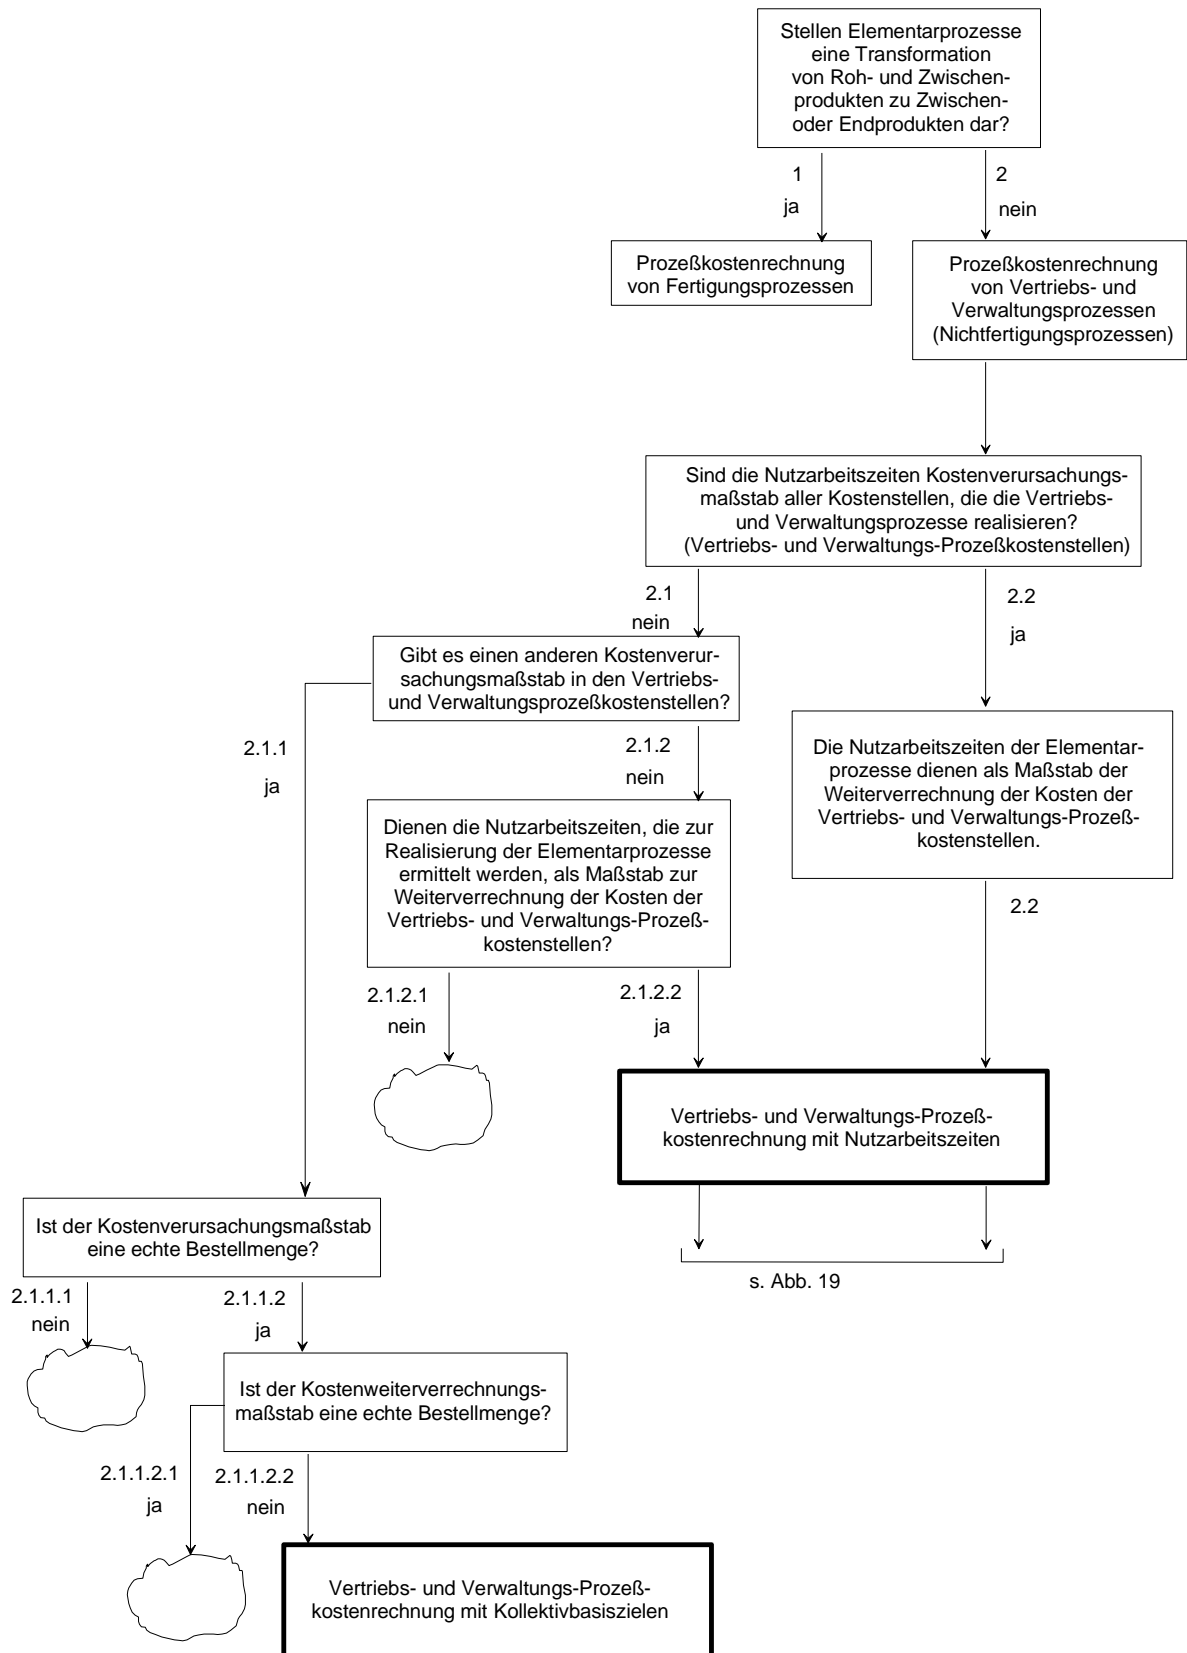 Stellen Elementarprozesse
eine Transformation
von Roh- und Zwischen-
produkten zu Zwischen-
oder Endprodukten dar?
1
ja
2
nein
Prozeßkostenrechnung
von Fertigungsprozessen
Prozeßkostenrechnung
von Vertriebs- und
Verwaltungsprozessen
(Nichtfertigungsprozessen)
Sind die Nutzarbeitszeiten Kostenverursachungs-
maßstab aller Kostenstellen, die die Vertriebs-
und Verwaltungsprozesse realisieren?
(Vertriebs- und Verwaltungs-Prozeßkostenstellen)
2.1
nein
2.2
ja
Gibt es einen anderen Kostenverur-
sachungsmaßstab in den Vertriebs-
und Verwaltungsprozeßkostenstellen?
2.1.1
ja
2.1.2
nein
Die Nutzarbeitszeiten der Elementar-
prozesse dienen als Maßstab der
Weiterverrechnung der Kosten der
Vertriebs- und Verwaltungs-Prozeß-
kostenstellen.
Dienen die Nutzarbeitszeiten, die zur
Realisierung der Elementarprozesse
ermittelt werden, als Maßstab zur
Weiterverrechnung der Kosten der
Vertriebs- und Verwaltungs-Prozeß-
kostenstellen?
2.2
2.1.2.1
nein
2.1.2.2
ja
Vertriebs- und Verwaltungs-Prozeß-
kostenrechnung mit Nutzarbeitszeiten
s. Abb. 19
Ist der Kostenverursachungsmaßstab
eine echte Bestellmenge?
2.1.1.1
nein
2.1.1.2
ja
Ist der Kostenweiterverrechnungs-
maßstab eine echte Bestellmenge?
2.1.1.2.1
ja
2.1.1.2.2
nein
Vertriebs- und Verwaltungs-Prozeß-
kostenrechnung mit Kollektivbasiszielen